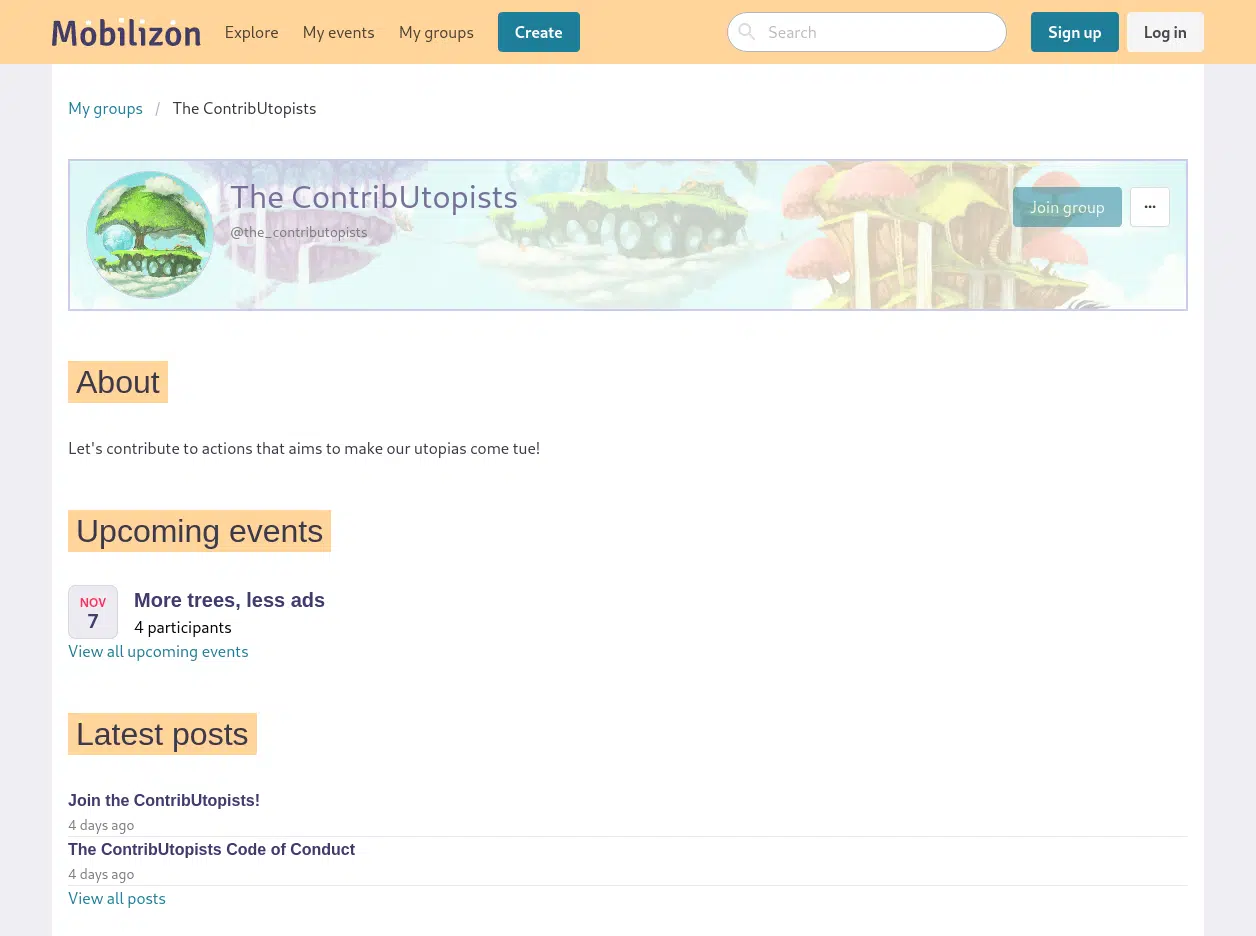 Mobilizon Explore My events My groups Create Search Sign up Log in
My groups / The ContribUtopists
The ContribUtopists
@the_contributopists
Join group ...
About
Let's contribute to actions that aims to make our utopias come tue!
Upcoming events
NOV
7
More trees, less ads
4 participants
View all upcoming events
Latest posts
Join the ContribUtopists!
4 days ago
The ContribUtopists Code of Conduct
4 days ago
View all posts